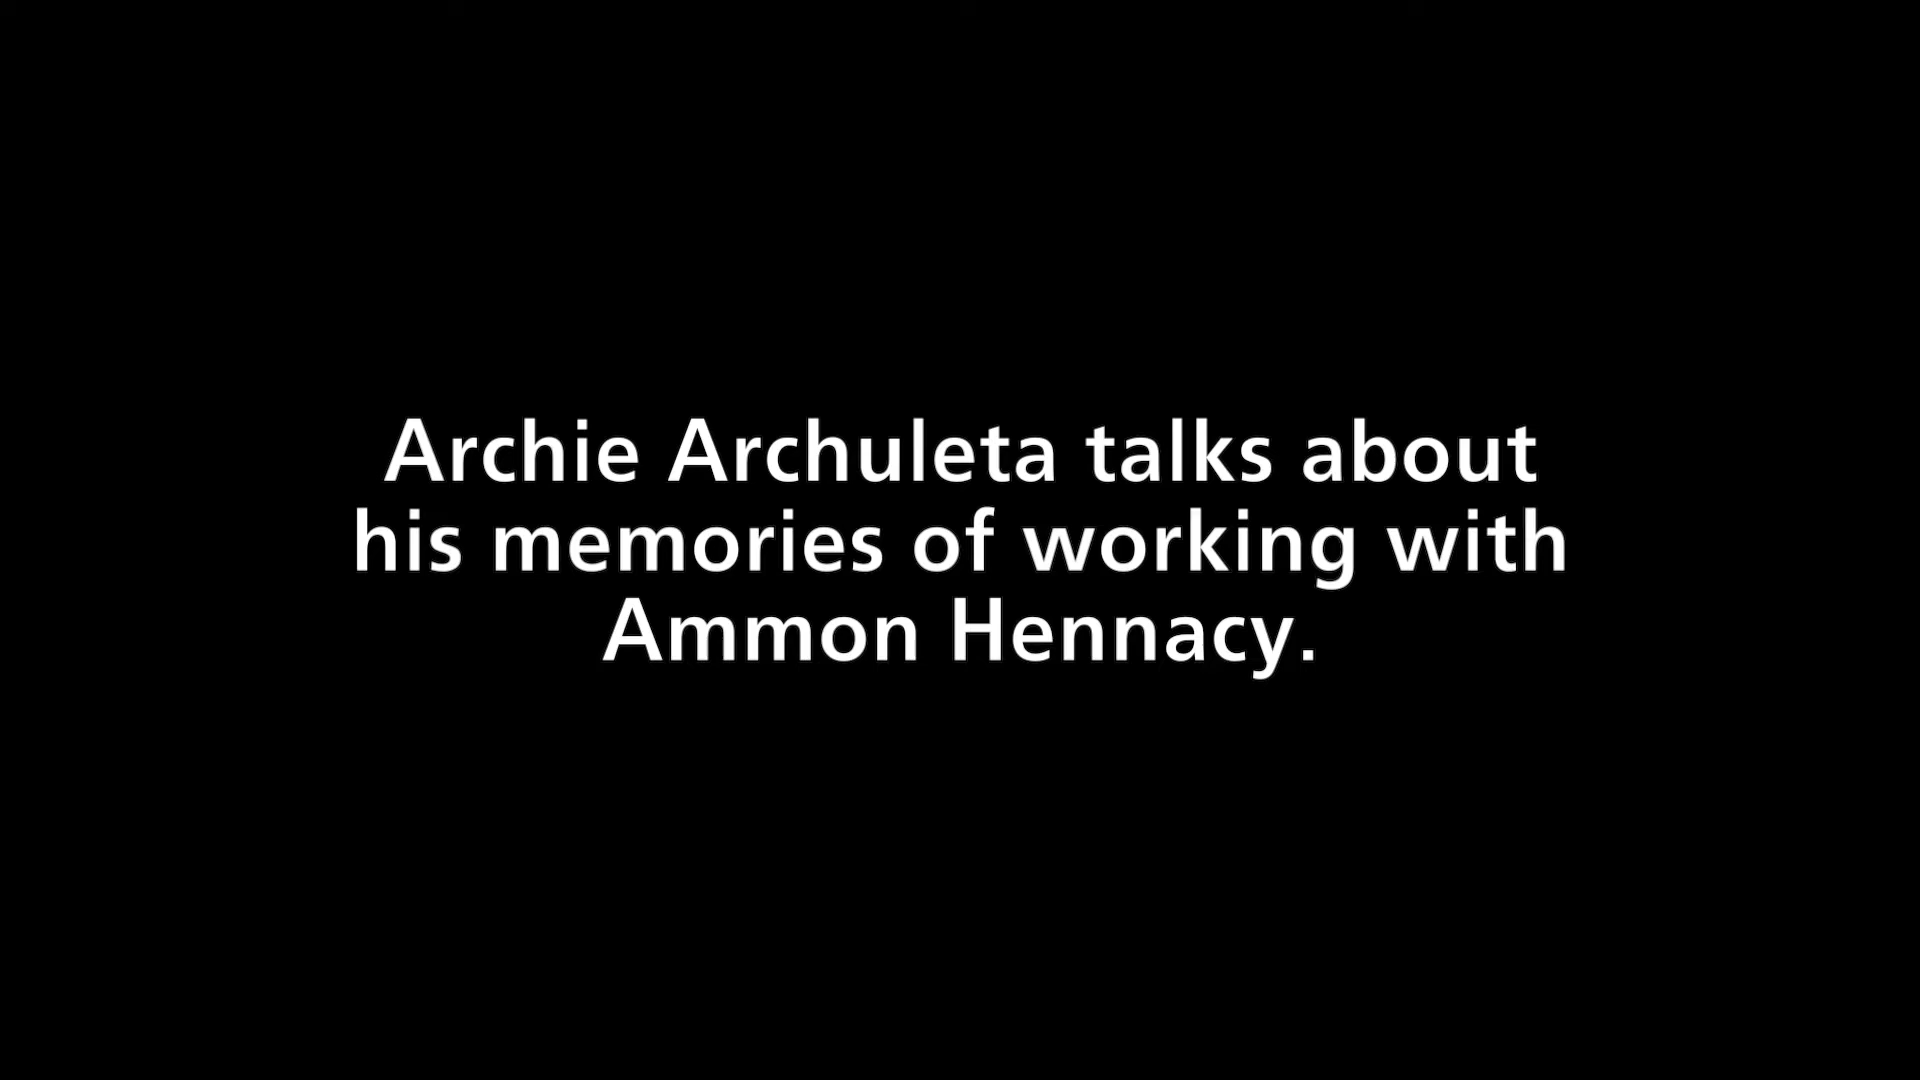 Archie Archuleta talks about
his memories of working with
Ammon Hennacy.